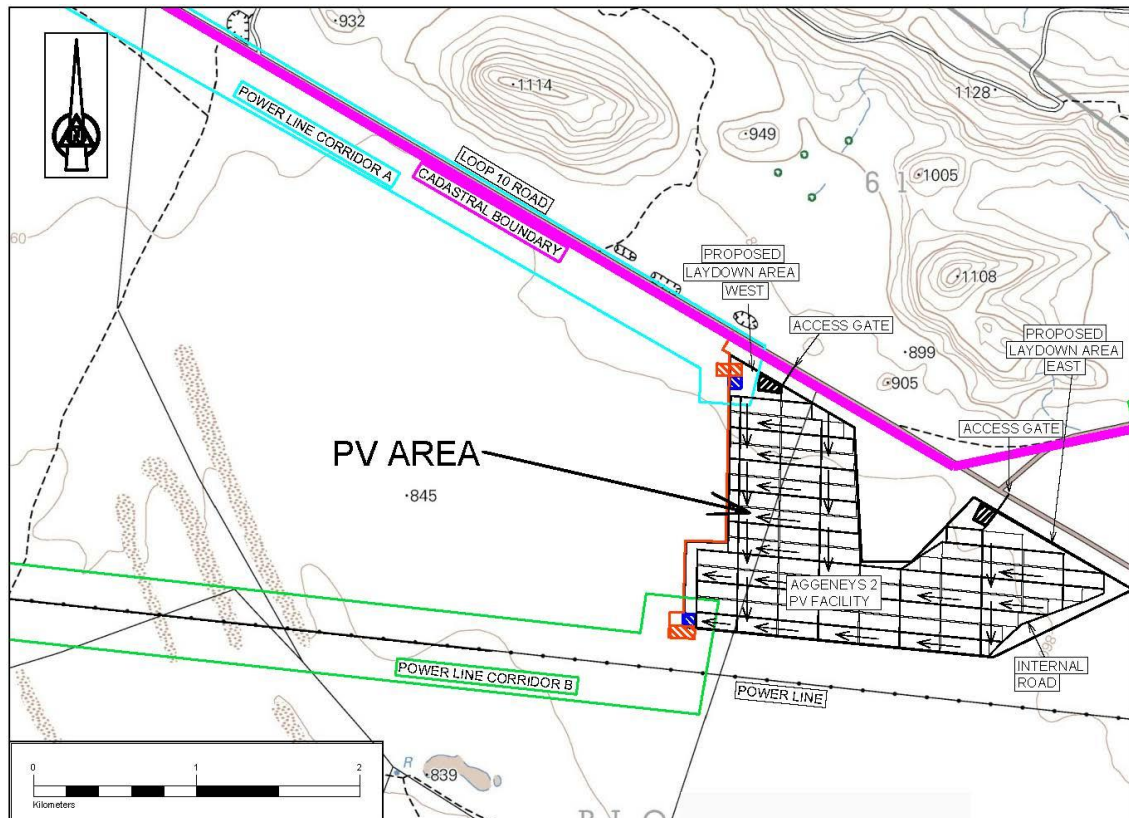 932
N
1114
1128
POWER LINE CORRIDOR A
949
LOOP 10 ROAD
CADASTRAL BOUNDARY
1005
6 1
60
PROPOSED
LAYDOWN AREA
WEST
1108
ACCESS GATE
PROPOSED
LAYDOWN AREA
EAST
899
905
ACCESS GATE
PV AREA
845
AGGENEYS 2
PV FACILITY
INTERNAL
ROAD
POWER LINE CORRIDOR B
POWER LINE
R
839
0 1 2
Kilometers